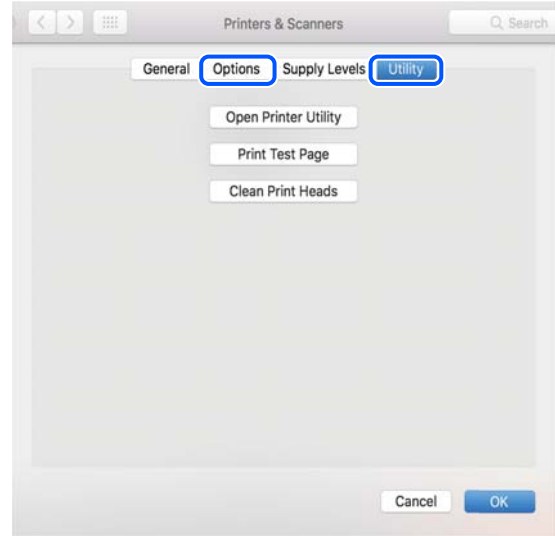 Printers & Scanners Search
General Options Supply Levels Utility
Open Printer Utility
Print Test Page
Clean Print Heads
Cancel OK